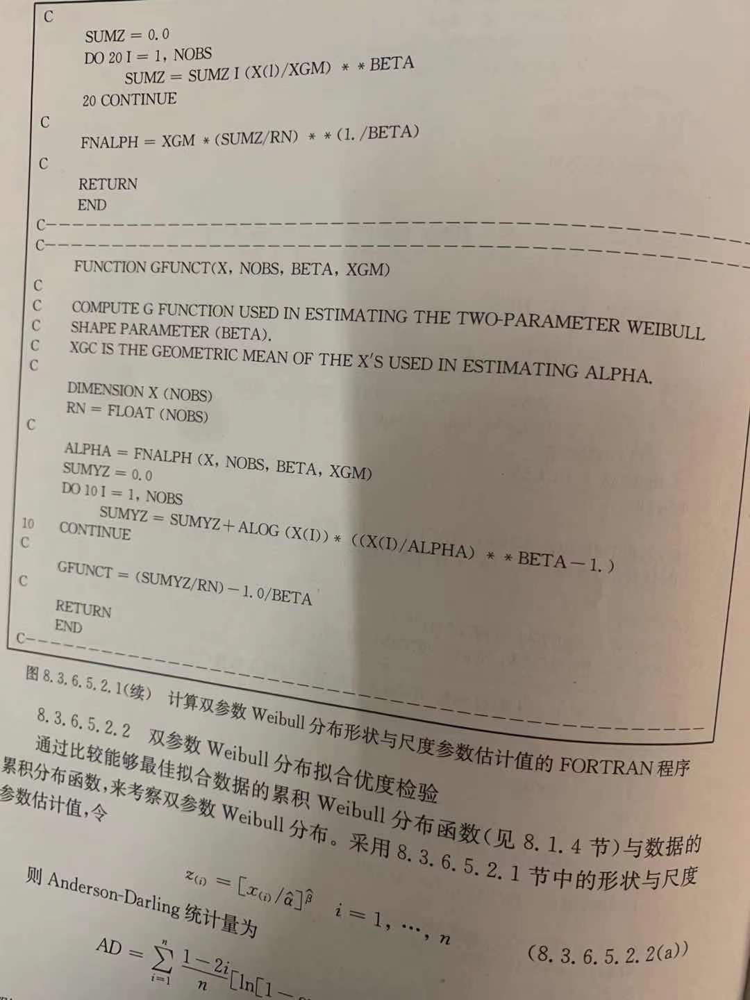 C
SUMZ = 0.0
DO 20 I = 1, NOBS
SUMZ = SUMZ I (X(l)/XGM) * * BETA
20 CONTINUE
C
FNALPH = XGM * (SUMZ/RN) * * (1. /BETA)
C
RETURN
END
C------------------------------------------------------------
C------------------------------------------------------------
FUNCTION GFUNCT(X, NOBS, BETA, XGM)
C
C COMPUTE G FUNCTION USED IN ESTIMATING THE TWO-PARAMETER WEIBULL
C SHAPE PARAMETER (BETA).
C XGC IS THE GEOMETRIC MEAN OF THE X'S USED IN ESTIMATING ALPHA.
C
DIMENSION X (NOBS)
RN = FLOAT (NOBS)
C
ALPHA = FNALPH (X, NOBS, BETA, XGM)
SUMYZ = 0.0
DO 10 I = 1, NOBS
SUMYZ = SUMYZ+ALOG (X(I)) * ((X(I)/ALPHA) * * BETA-1. )
10 CONTINUE
C
GFUNCT = (SUMYZ/RN)-1.0/BETA
C
RETURN
END
C------------------------------------------------------------
图 8.3.6.5.2.1(续) 计算双参数 Weibull 分布形状与尺度参数估计值的 FORTRAN 程序
8.3.6.5.2.2 双参数 Weibull 分布拟合优度检验
通过比较能够最佳拟合数据的累积 Weibull 分布函数(见 8.1.4 节)与数据的
累积分布函数,来考察双参数 Weibull 分布。采用 8.3.6.5.2.1 节中的形状与尺度
参数估计值,令
z(i) = [x(i)/α̂]^β̂ i = 1, …, n (8.3.6.5.2.2(a))
则 Anderson-Darling 统计量为
AD = ∑_{i=1}^{n} (1-2i)/n [ln[1-